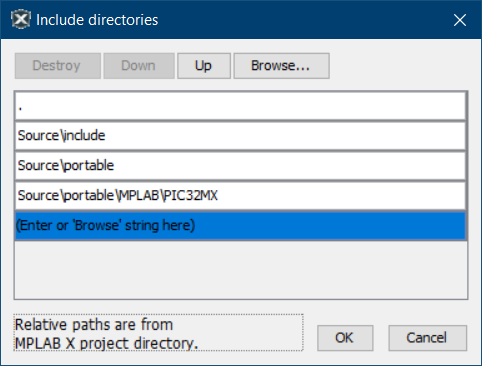 Include directories
Destroy
Down
Up
Browse...
.
Source\include
Source\portable
Source\portable\MPLAB\PIC32MX
(Enter or 'Browse' string here)
Relative paths are from
MPLAB X project directory.
OK
Cancel